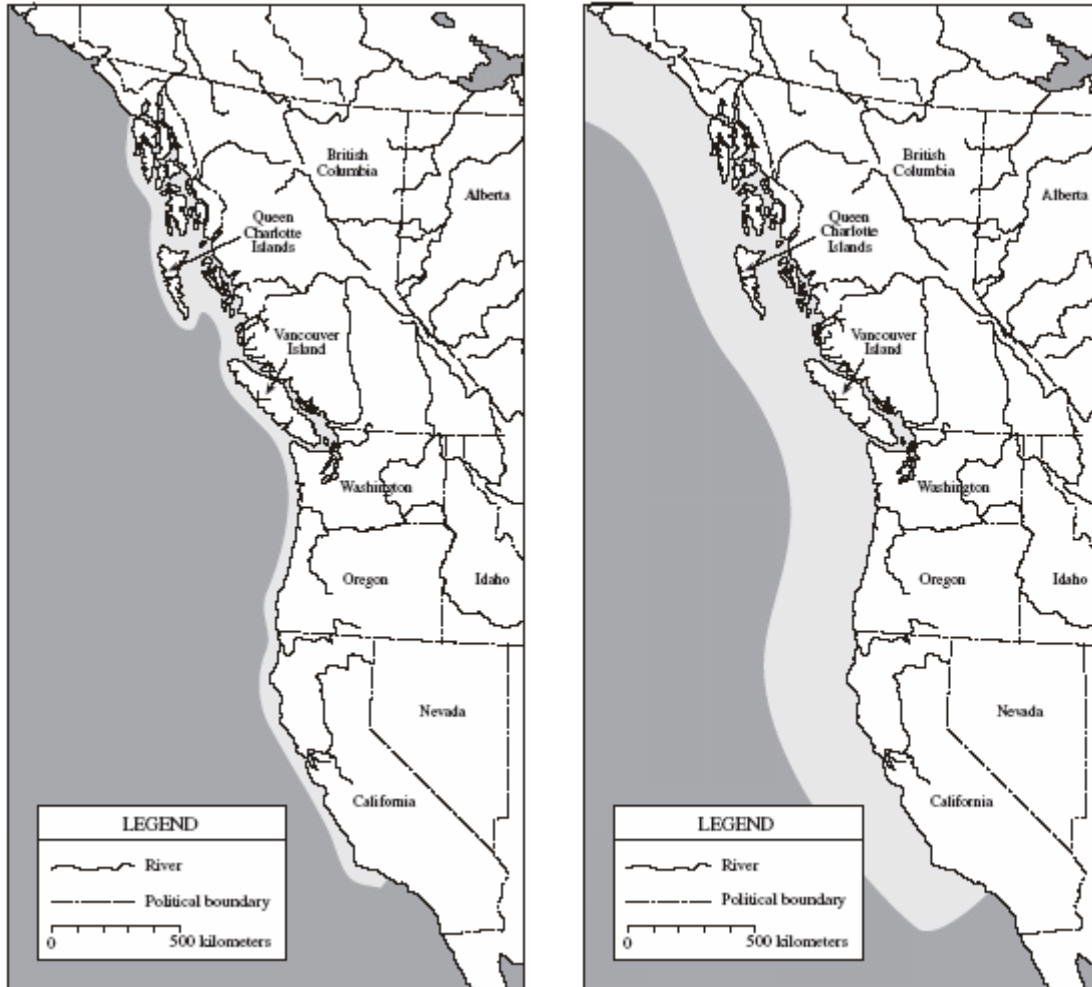 British
Columbia
Alberta
Queen
Charlotte
Islands
Vancouver
Island
Washington
Oregon
Idaho
Nevada
California
LEGEND
River
Political boundary
0 500 kilometers
British
Columbia
Alberta
Queen
Charlotte
Islands
Vancouver
Island
Washington
Oregon
Idaho
Nevada
California
LEGEND
River
Political boundary
0 500 kilometers